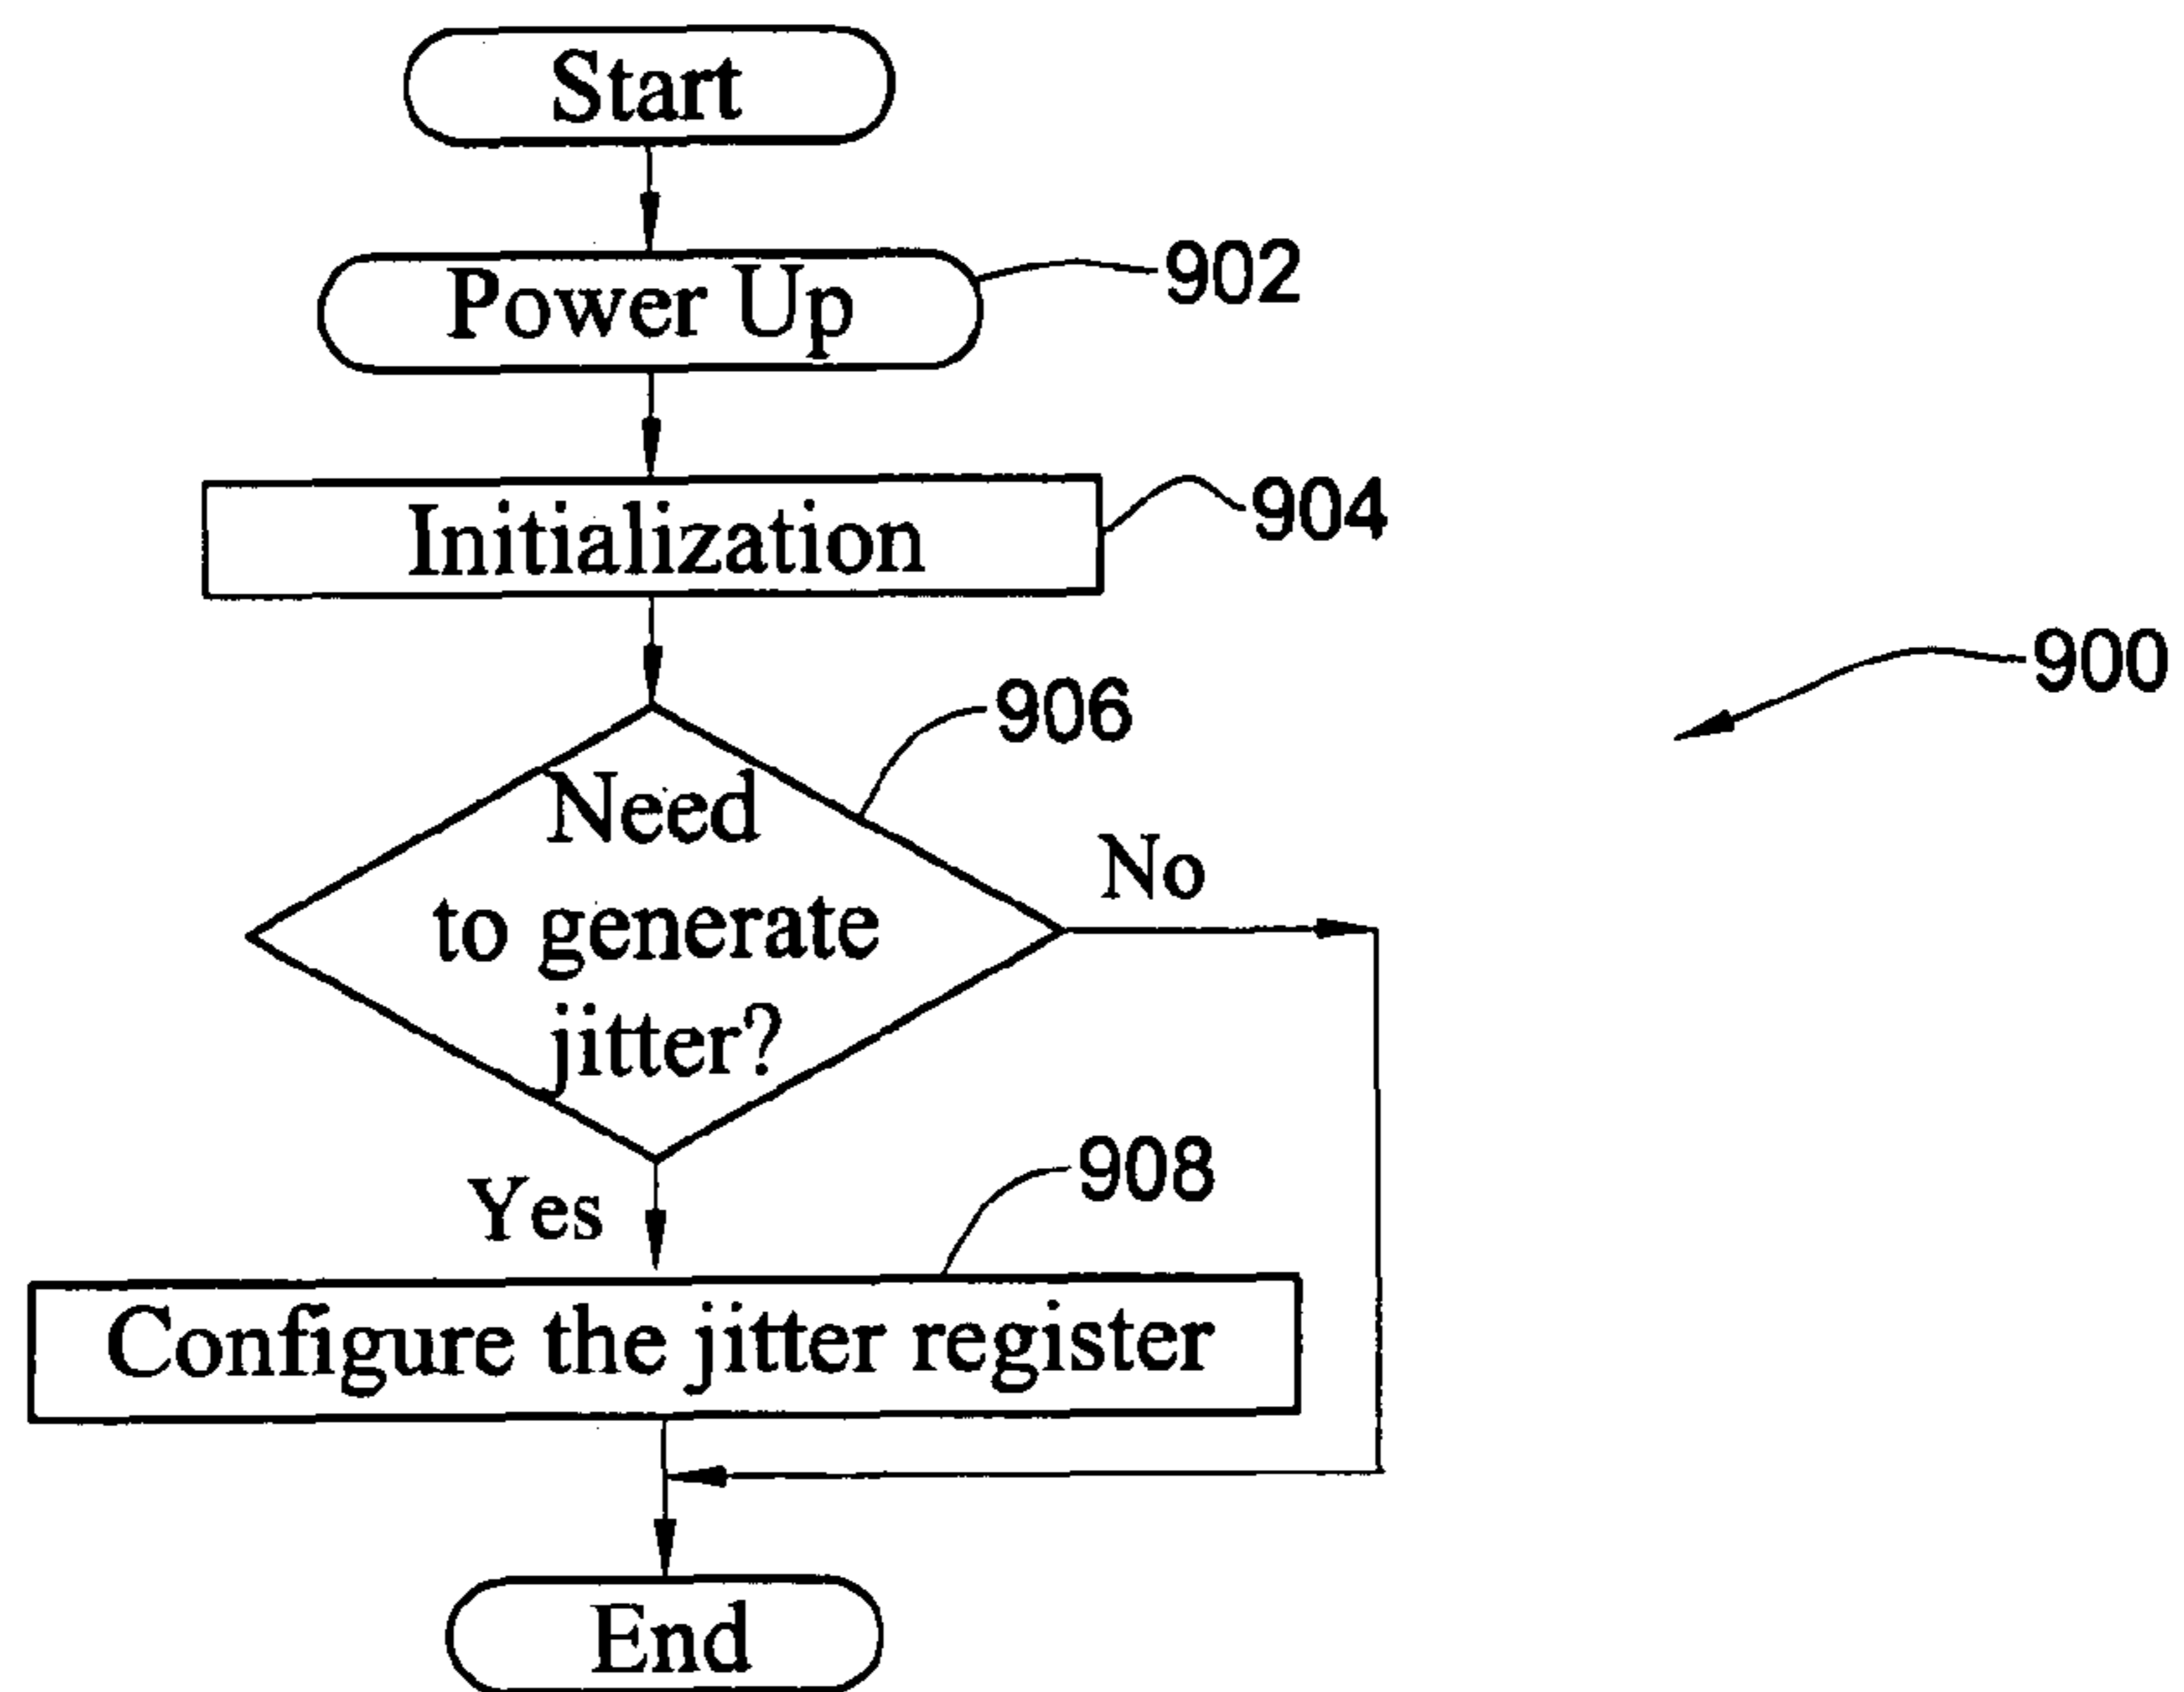 Start
Power Up
902
Initialization
904
900
906
Need
to generate
jitter?
No
Yes
908
Configure the jitter register
End